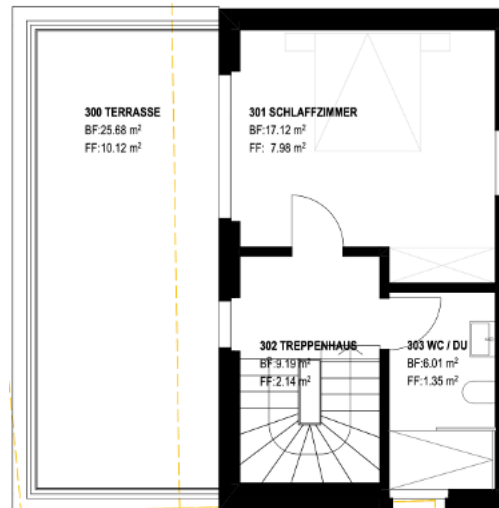 300 TERRASSE
BF:25.68 m²
FF:10.12 m²
301 SCHLAFFZIMMER
BF:17.12 m²
FF: 7.98 m²
302 TREPPENHAUS
BF:9.19 m²
FF:2.14 m²
303 WC / DU
BF:6.01 m²
FF:1.35 m²